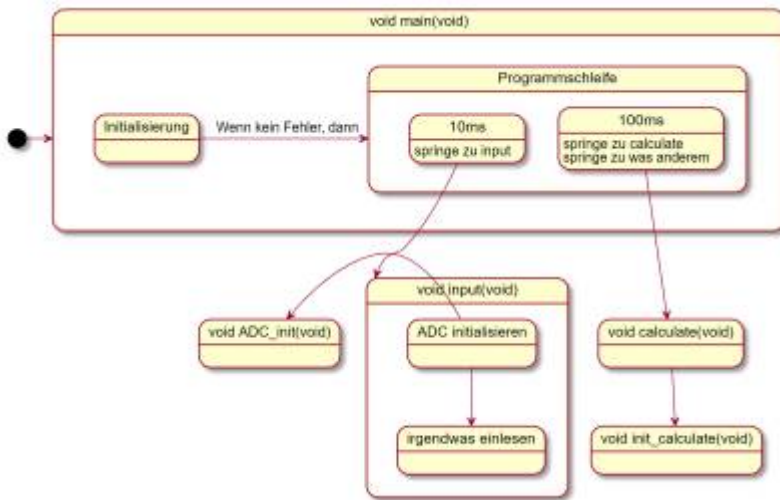 void main(void)
Programmschleife
Initialisierung
Wenn kein Fehler, dann
10ms
springe zu input
100ms
springe zu calculate
springe zu was anderem
void input(void)
void ADC_init(void)
ADC initialisieren
void calculate(void)
irgendwas einlesen
void init_calculate(void)